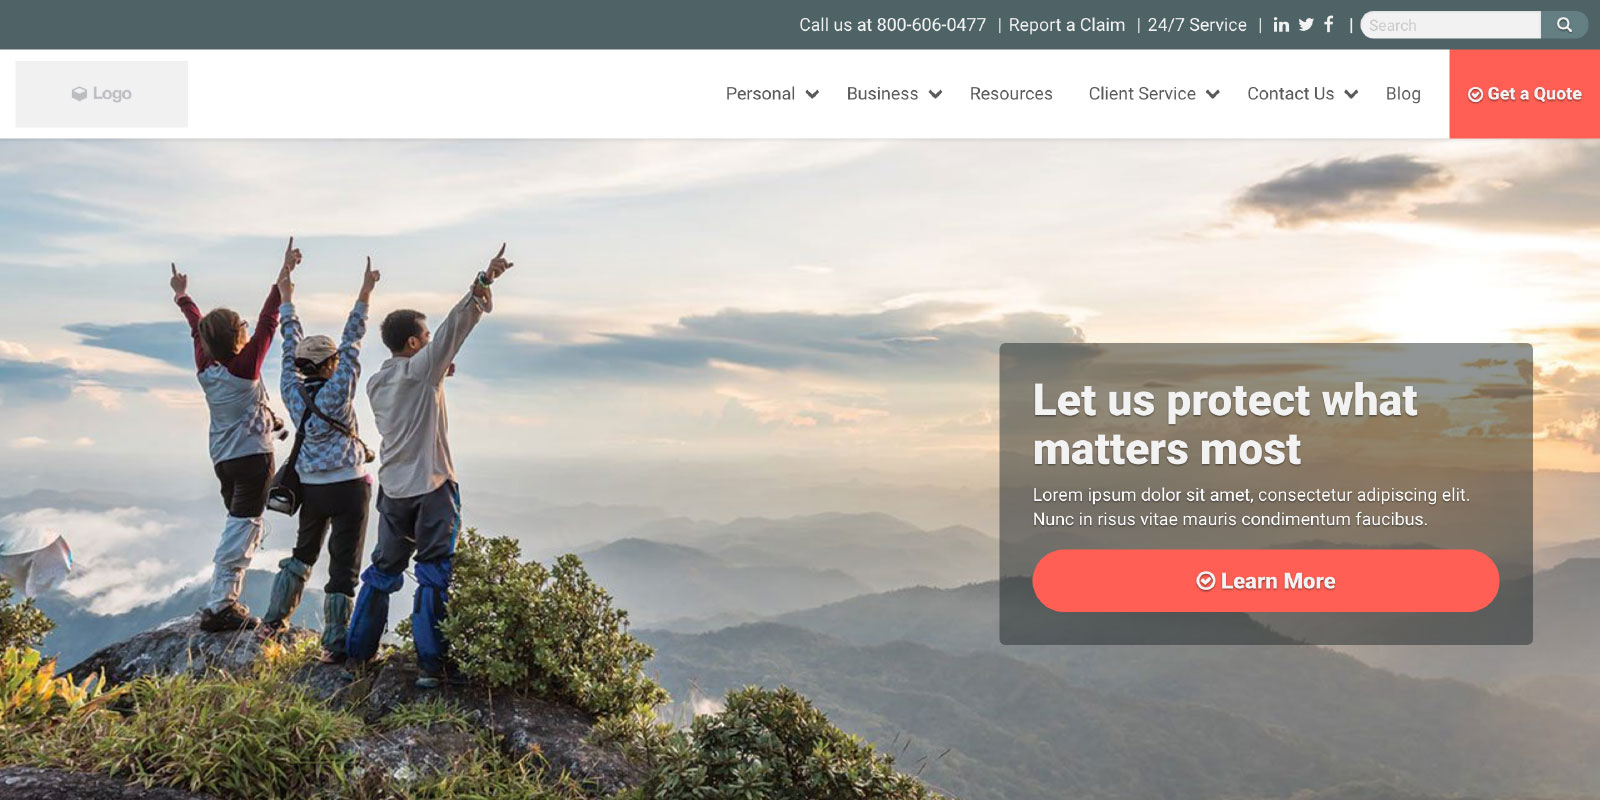 Call us at 800-606-0477 | Report a Claim | 24/7 Service | in | Search
Logo
Personal Business Resources Client Service Contact Us Blog Get a Quote
Let us protect what
matters most
Lorem ipsum dolor sit amet, consectetur adipiscing elit.
Nunc in risus vitae mauris condimentum faucibus.
Learn More